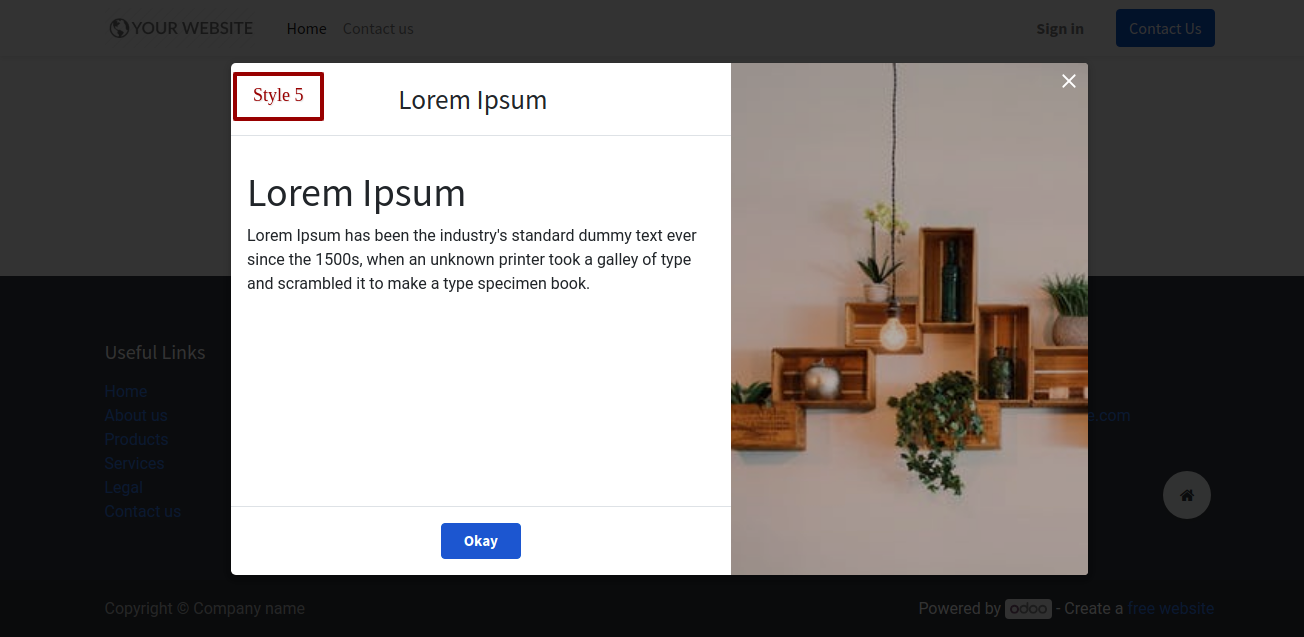 YOUR WEBSITE Home Contact us Sign in Contact Us
Style 5 Lorem Ipsum
Lorem Ipsum
Lorem Ipsum has been the industry's standard dummy text ever
since the 1500s, when an unknown printer took a galley of type
and scrambled it to make a type specimen book.
Okay
Useful Links
Home
About us
Products
Services
Legal
Contact us
e.com
Copyright © Company name
Powered by odoo - Create a free website